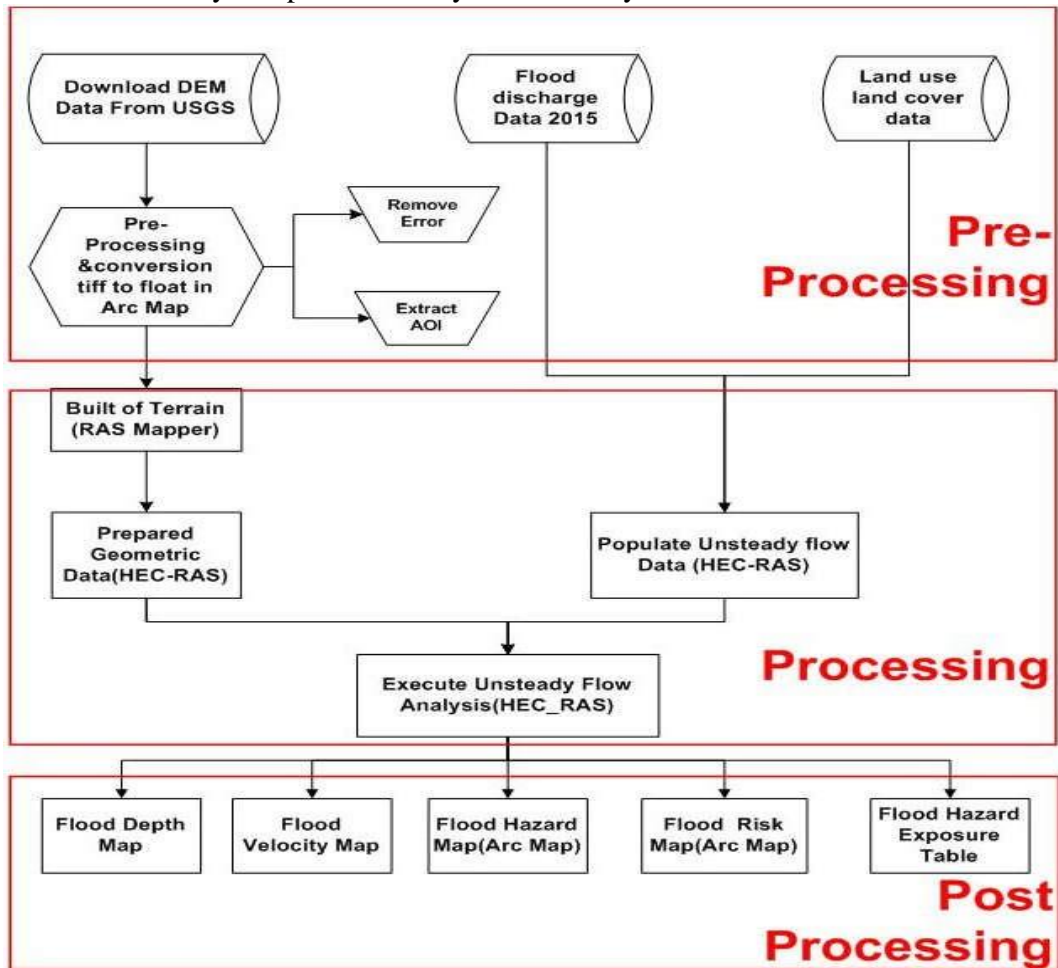 Download DEM
Data From USGS
Flood
discharge
Data 2015
Land use
land cover
data
Pre-
Processing
&conversion
tiff to float in
Arc Map
Remove
Error
Extract
AOI
Pre-
Processing
Built of Terrain
(RAS Mapper)
Prepared
Geometric
Data(HEC-RAS)
Populate Unsteady flow
Data (HEC-RAS)
Execute Unsteady Flow
Analysis(HEC_RAS)
Processing
Flood Depth
Map
Flood
Velocity Map
Flood Hazard
Map(Arc Map)
Flood Risk
Map(Arc Map)
Flood Hazard
Exposure
Table
Post
Processing